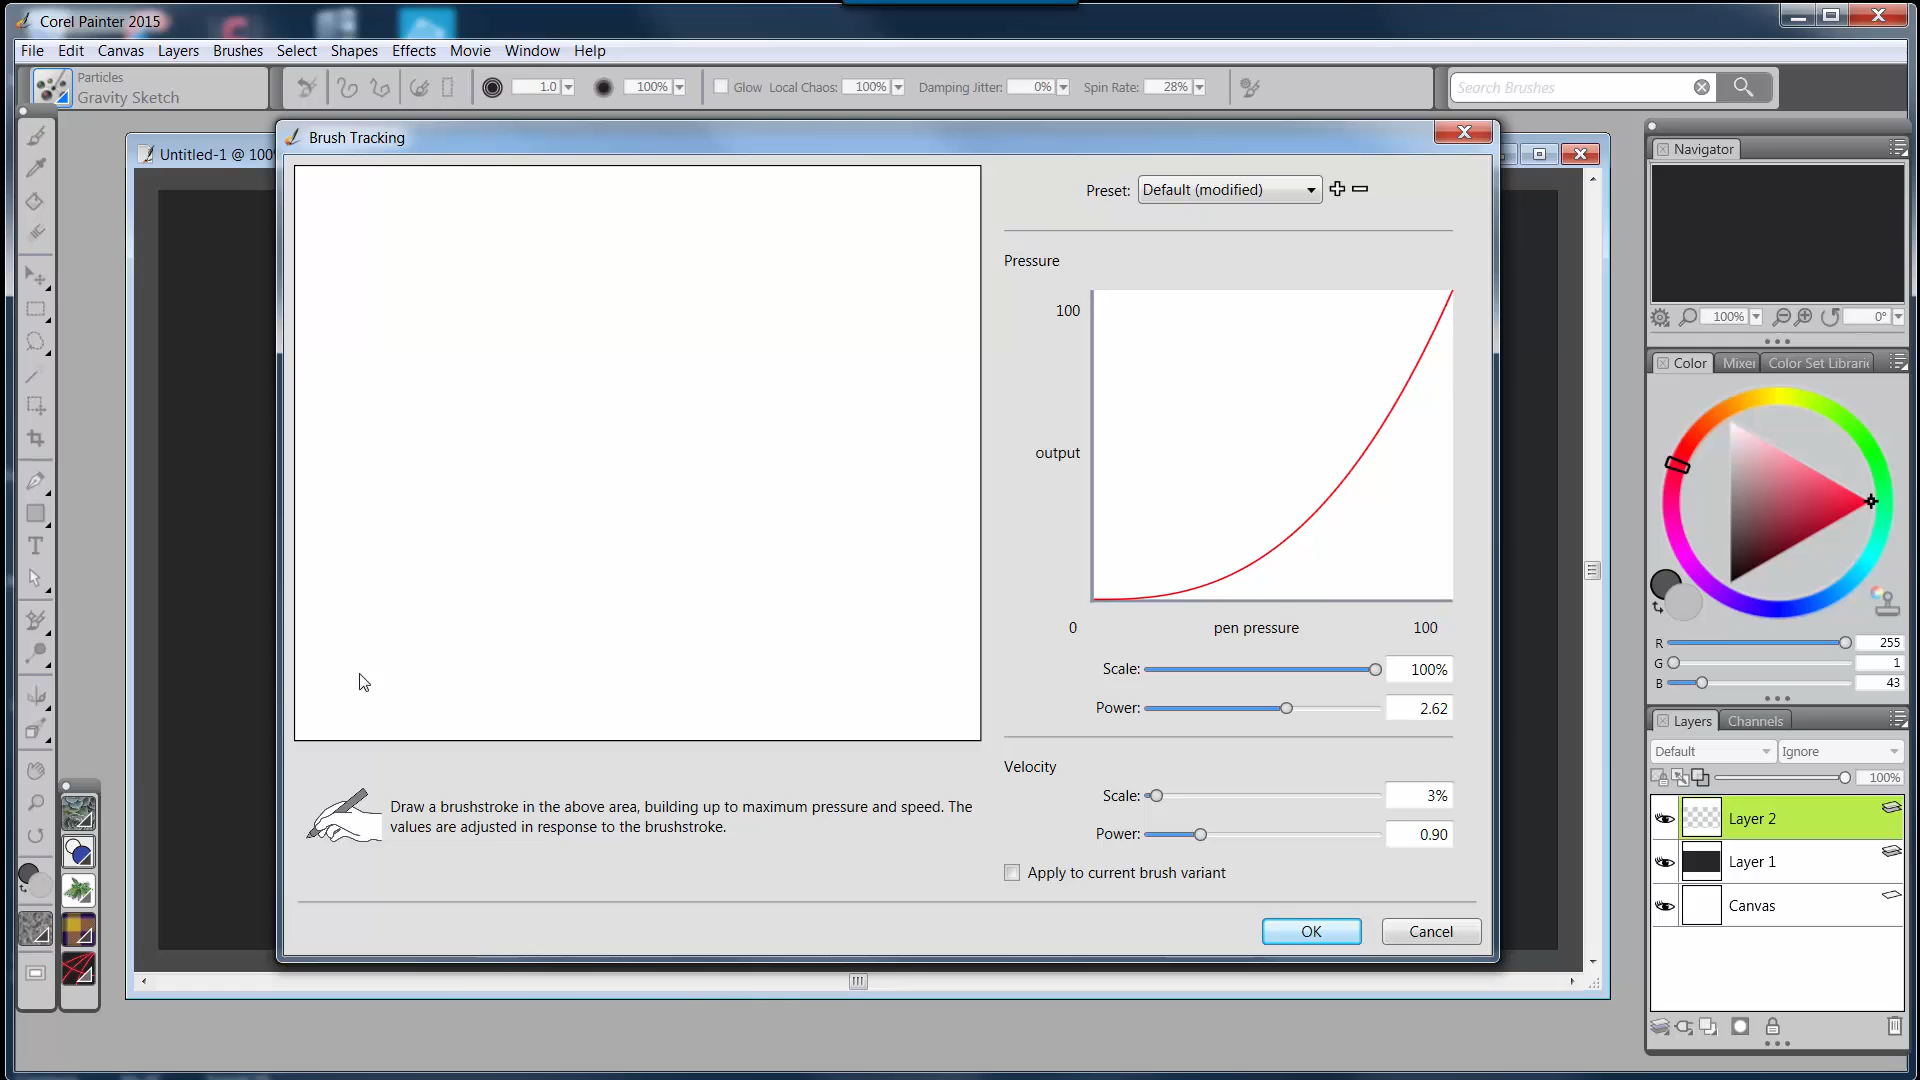 Corel Painter 2015
File Edit Canvas Layers Brushes Select Shapes Effects Movie Window Help
Particles
Gravity Sketch
1.0
100%
Glow
Local Chaos: 100%
Damping Jitter: 0%
Spin Rate: 28%
Search Brushes
Untitled-1 @ 100
Brush Tracking
Preset: Default (modified)
Pressure
100
output
0
pen pressure
100
Scale: 100%
Power: 2.62
Velocity
Scale: 3%
Power: 0.90
Apply to current brush variant
Draw a brushstroke in the above area, building up to maximum pressure and speed. The
values are adjusted in response to the brushstroke.
OK
Cancel
Navigator
100%
0°
Color
Mixer
Color Set Librarie
R 255
G 1
B 43
Layers
Channels
Default
Ignore
100%
Layer 2
Layer 1
Canvas
T